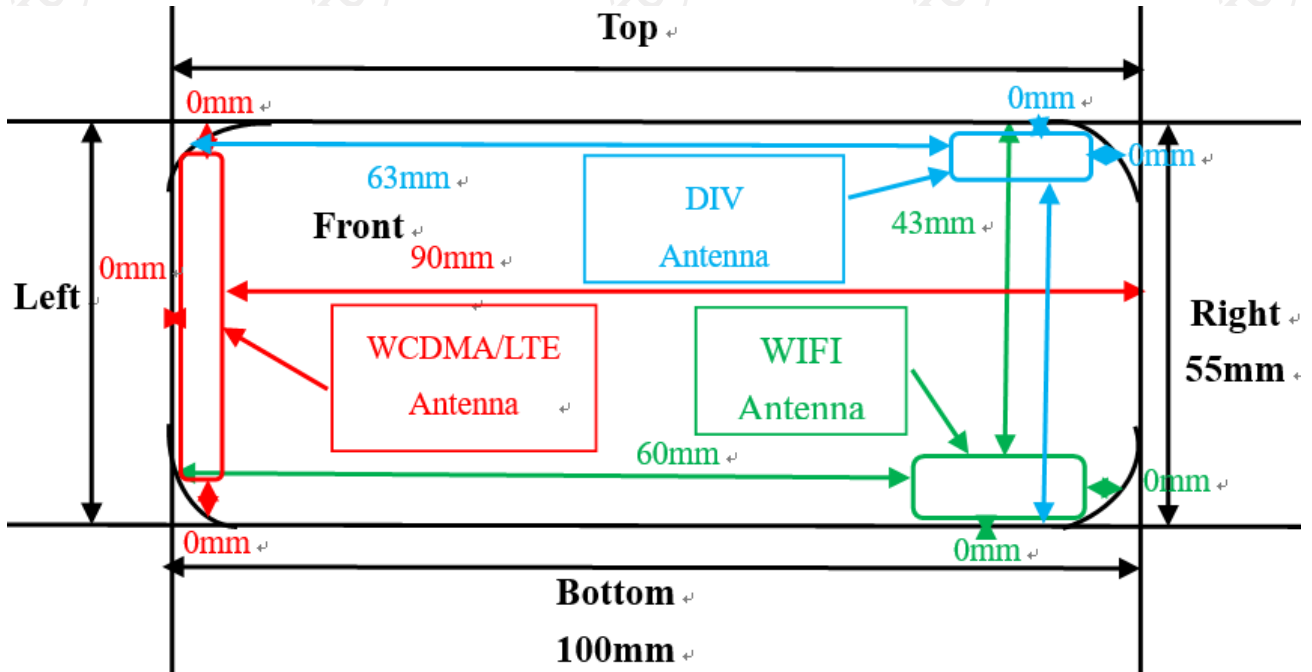 Top
0mm
0mm
0mm
63mm
DIV
Antenna
Front
43mm
90mm
0mm
Left
Right
55mm
WCDMA/LTE
Antenna
WIFI
Antenna
60mm
0mm
0mm
0mm
Bottom
100mm